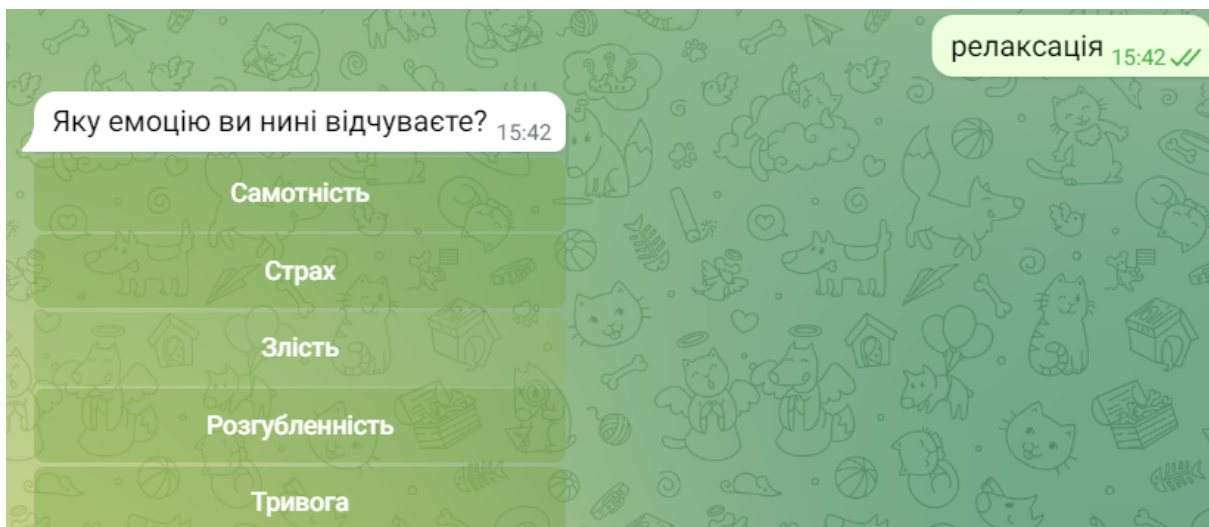 релаксація 15:42
Яку емоцію ви нині відчуваєте? 15:42
Самотність
Страх
Злість
Розгубленність
Тривога